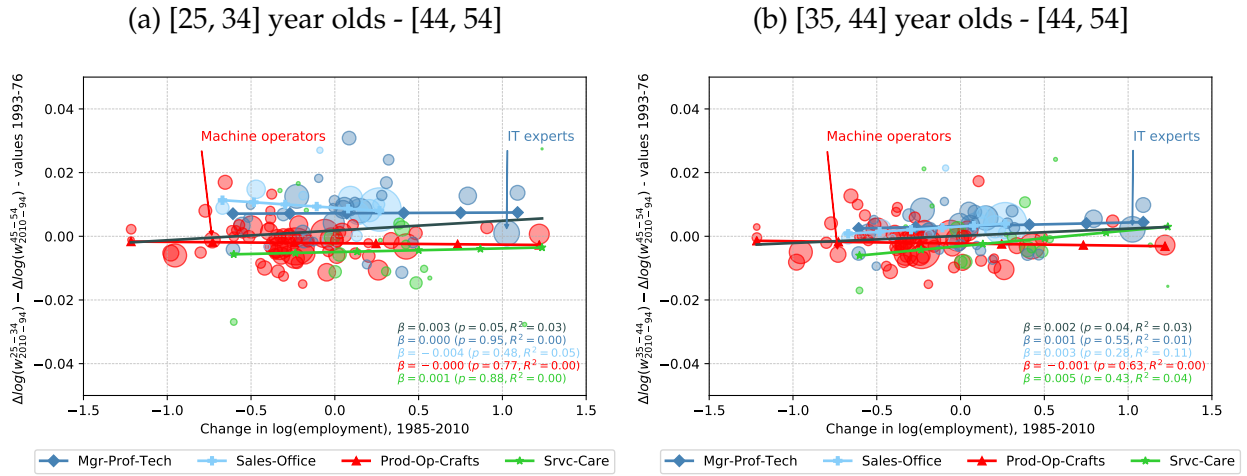 (a) [25, 34] year olds - [44, 54]
Δlog(w^{25−34}_{2010−94}) − Δlog(w^{45−54}_{2010−94}) - values 1993-76
0.04
0.02
0.00
−0.02
−0.04
Machine operators
IT experts
β = 0.003 (p = 0.05, R² = 0.03)
β = 0.000 (p = 0.95, R² = 0.00)
β = −0.004 (p = 0.48, R² = 0.05)
β = −0.000 (p = 0.77, R² = 0.00)
β = 0.001 (p = 0.88, R² = 0.00)
−1.5 −1.0 −0.5 0.0 0.5 1.0 1.5
Change in log(employment), 1985-2010
Mgr-Prof-Tech Sales-Office Prod-Op-Crafts Srvc-Care
(b) [35, 44] year olds - [44, 54]
Δlog(w^{35−44}_{2010−94}) − Δlog(w^{45−54}_{2010−94}) - values 1993-76
0.04
0.02
0.00
−0.02
−0.04
Machine operators
IT experts
β = 0.002 (p = 0.04, R² = 0.03)
β = 0.001 (p = 0.55, R² = 0.01)
β = 0.003 (p = 0.28, R² = 0.11)
β = −0.001 (p = 0.63, R² = 0.00)
β = 0.005 (p = 0.43, R² = 0.04)
−1.5 −1.0 −0.5 0.0 0.5 1.0 1.5
Change in log(employment), 1985-2010
Mgr-Prof-Tech Sales-Office Prod-Op-Crafts Srvc-Care